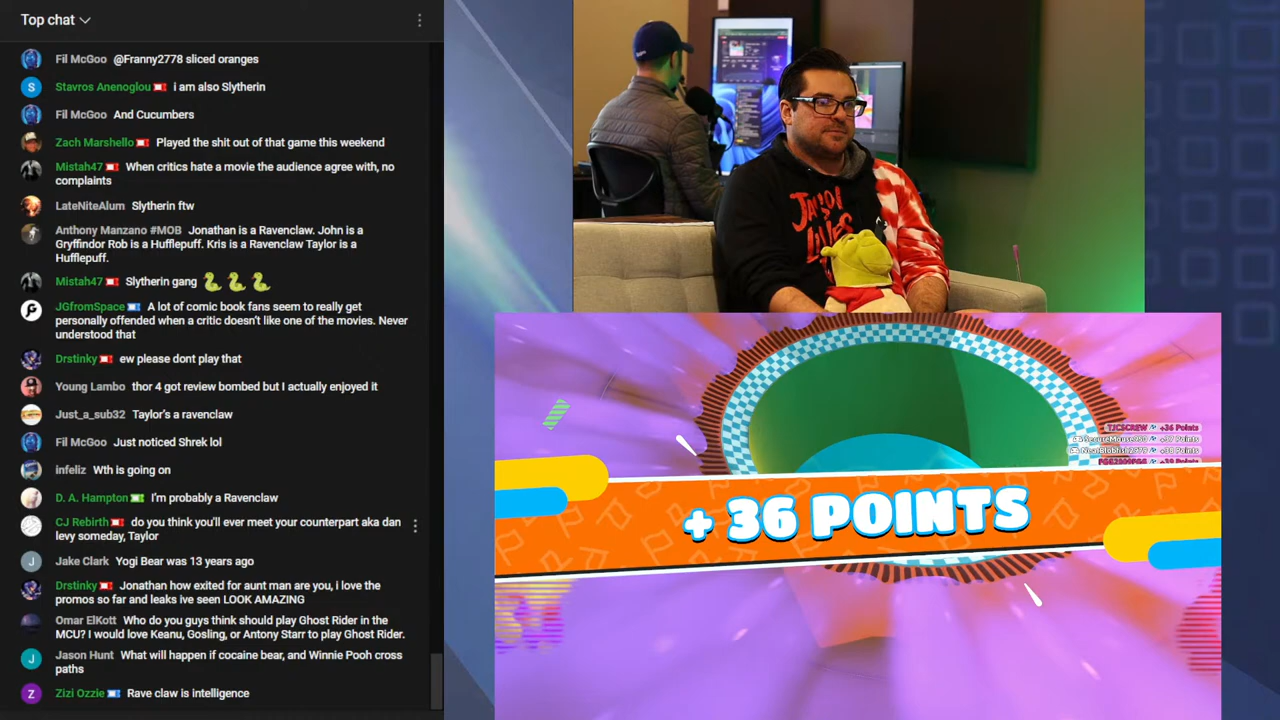 Top chat
Fil McGoo @Franny2778 sliced oranges
Stavros Anenoglou i am also Slytherin
Fil McGoo And Cucumbers
Zach Marshello Played the shit out of that game this weekend
Mistah47 When critics hate a movie the audience agree with, no
complaints
LateNiteAlum Slytherin ftw
Anthony Manzano #MOB Jonathan is a Ravenclaw. John is a
Gryffindor Rob is a Hufflepuff. Kris is a Ravenclaw Taylor is a
Hufflepuff.
Mistah47 Slytherin gang 🐍 🐍 🐍
JGfromSpace A lot of comic book fans seem to really get
personally offended when a critic doesn't like one of the movies. Never
understood that
Drstinky ew please dont play that
Young Lambo thor 4 got review bombed but I actually enjoyed it
Just_a_sub32 Taylor's a ravenclaw
Fil McGoo Just noticed Shrek lol
infeliz Wth is going on
D. A. Hampton I'm probably a Ravenclaw
CJ Rebirth do you think you'll ever meet your counterpart aka dan
levy someday, Taylor
Jake Clark Yogi Bear was 13 years ago
Drstinky Jonathan how exited for aunt man are you, i love the
promos so far and leaks ive seen LOOK AMAZING
Omar ElKott Who do you guys think should play Ghost Rider in the
MCU? I would love Keanu, Gosling, or Antony Starr to play Ghost Rider.
Jason Hunt What will happen if cocaine bear, and Winnie Pooh cross
paths
Zizi Ozzie Rave claw is intelligence
S
J
Z
TJCSCREW +36 Points
+ 36 POINTS